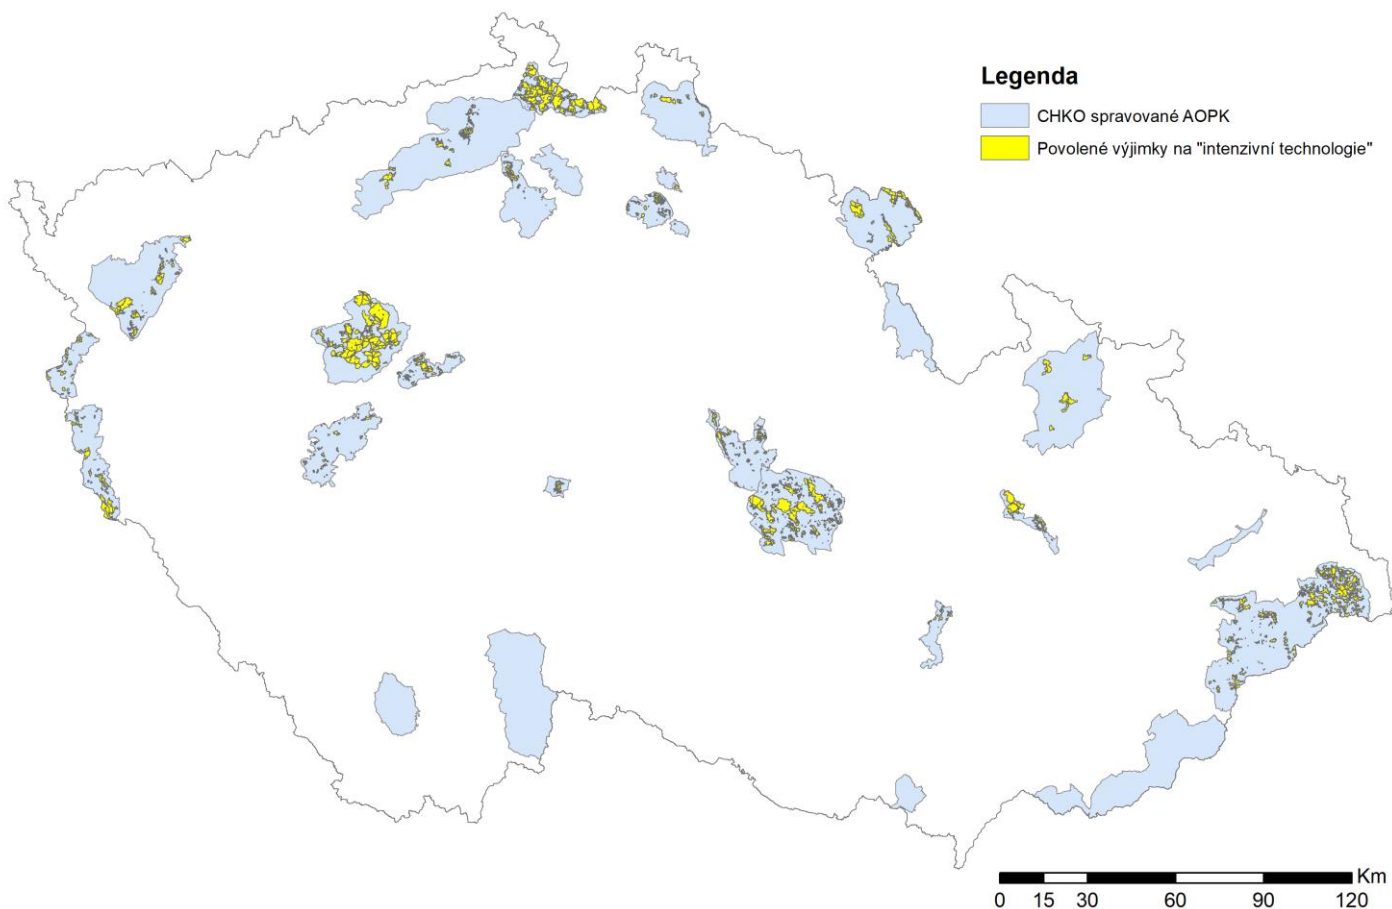 Legenda
CHKO spravované AOPK
Povolené výjimky na "intenzivní technologie"
Km
0 15 30 60 90 120